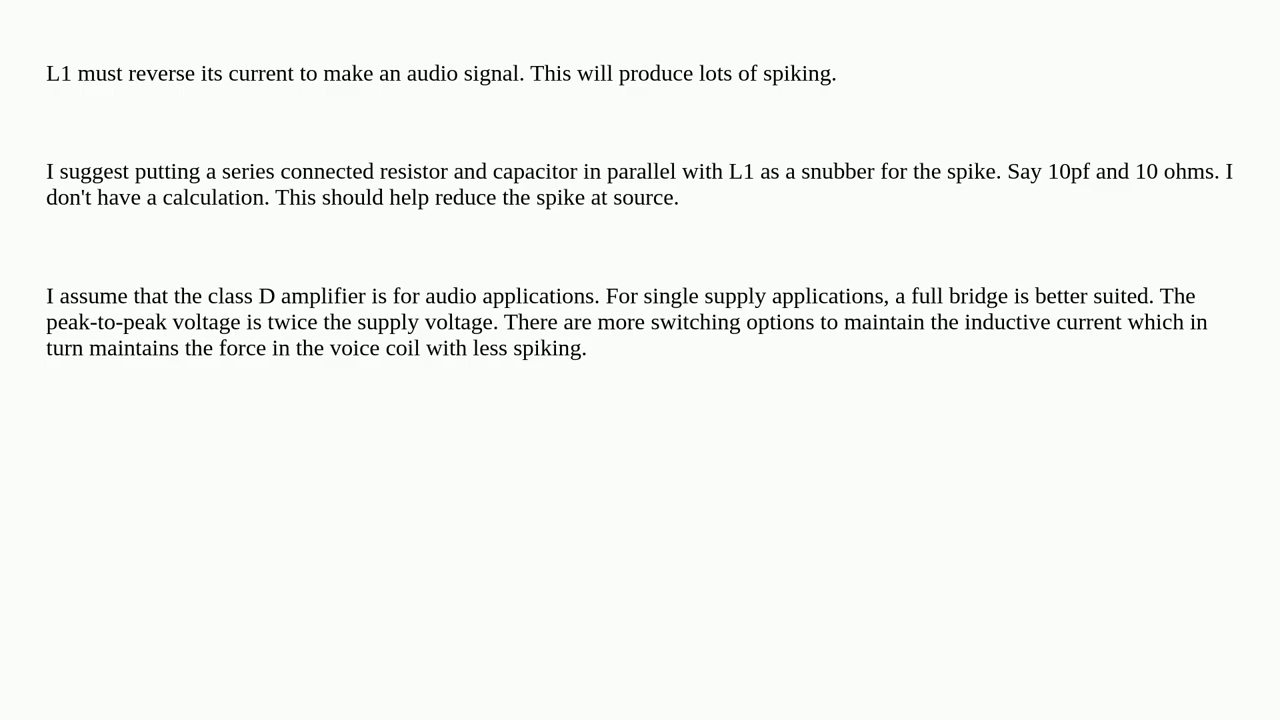 L1 must reverse its current to make an audio signal. This will produce lots of spiking.
I suggest putting a series connected resistor and capacitor in parallel with L1 as a snubber for the spike. Say 10pf and 10 ohms. I
don't have a calculation. This should help reduce the spike at source.
I assume that the class D amplifier is for audio applications. For single supply applications, a full bridge is better suited. The
peak-to-peak voltage is twice the supply voltage. There are more switching options to maintain the inductive current which in
turn maintains the force in the voice coil with less spiking.